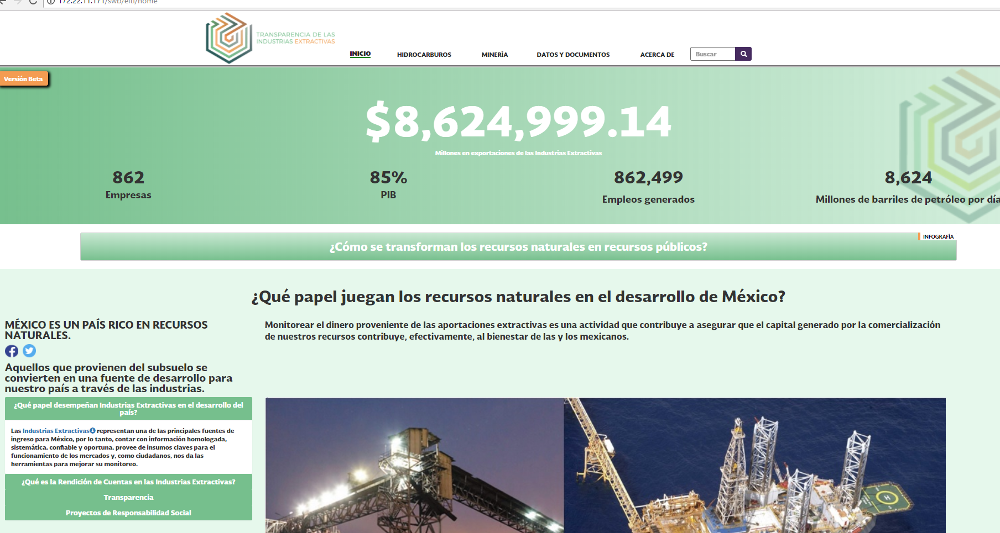 172.22.11.171/swb/eiti/home
TRANSPARENCIA DE LAS
INDUSTRIAS EXTRACTIVAS
INICIO
HIDROCARBUROS
MINERÍA
DATOS Y DOCUMENTOS
ACERCA DE
Buscar
Versión Beta
$8,624,999.14
Millones en exportaciones de las Industrias Extractivas
862
Empresas
85%
PIB
862,499
Empleos generados
8,624
Millones de barriles de petróleo por día
INFOGRAFÍA
¿Cómo se transforman los recursos naturales en recursos públicos?
¿Qué papel juegan los recursos naturales en el desarrollo de México?
MÉXICO ES UN PAÍS RICO EN RECURSOS
NATURALES.
Aquellos que provienen del subsuelo se
convierten en una fuente de desarrollo para
nuestro país a través de las industrias.
Monitorear el dinero proveniente de las aportaciones extractivas es una actividad que contribuye a asegurar que el capital generado por la comercialización
de nuestros recursos contribuye, efectivamente, al bienestar de las y los mexicanos.
¿Qué papel desempeñan Industrias Extractivas en el desarrollo del
país?
Las Industrias Extractivas representan una de las principales fuentes de
ingreso para México, por lo tanto, contar con información homologada,
sistemática, confiable y oportuna, provee de insumos claves para el
funcionamiento de los mercados y, como ciudadanos, nos da las
herramientas para mejorar su monitoreo.
¿Qué es la Rendición de Cuentas en las Industrias Extractivas?
Transparencia
Proyectos de Responsabilidad Social
H